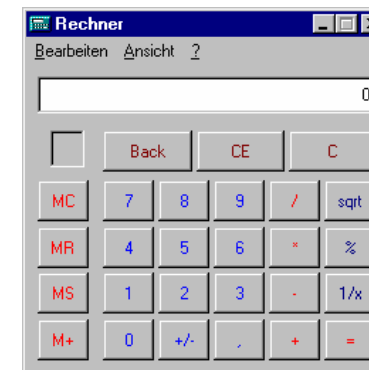 Rechner
Bearbeiten Ansicht ?
0
Back CE C
MC 7 8 9 / sqrt
MR 4 5 6 * %
MS 1 2 3 - 1/x
M+ 0 +/- , + =